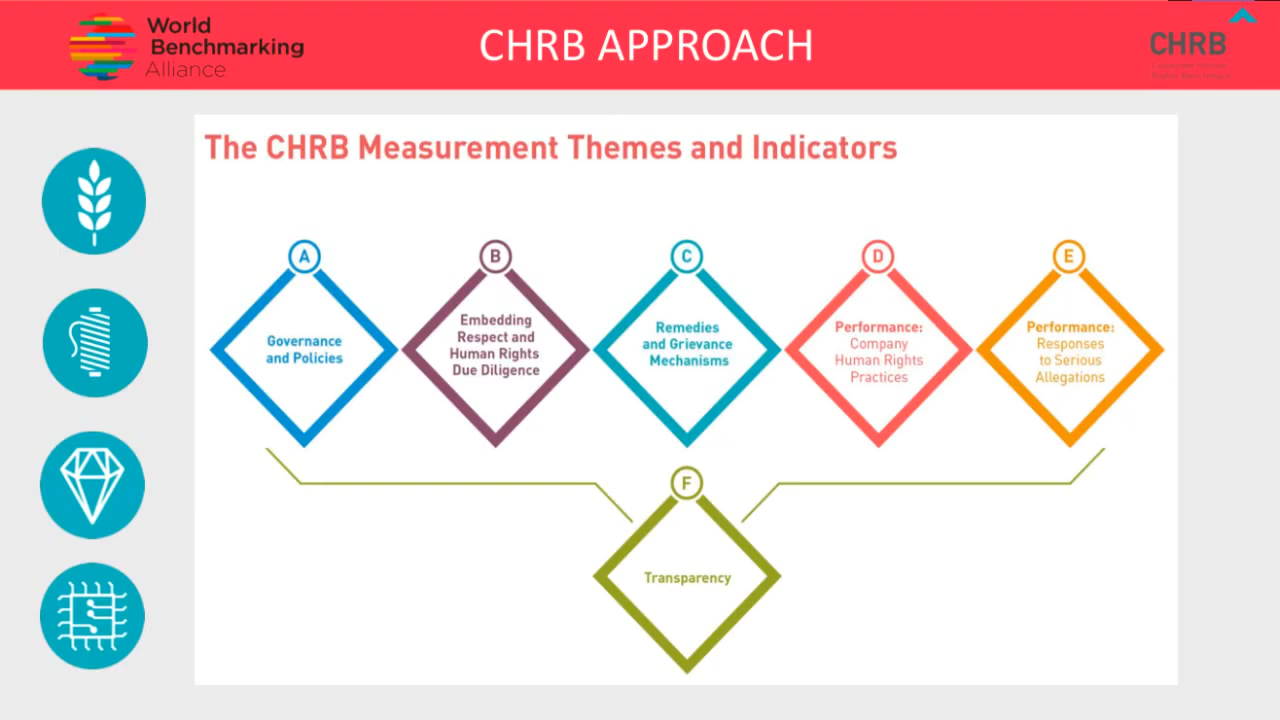 World
Benchmarking
Alliance
CHRB APPROACH
CHRB
The CHRB Measurement Themes and Indicators
A
Governance
and Policies
B
Embedding
Respect and
Human Rights
Due Diligence
C
Remedies
and Grievance
Mechanisms
D
Performance:
Company
Human Rights
Practices
E
Performance:
Responses
to Serious
Allegations
F
Transparency